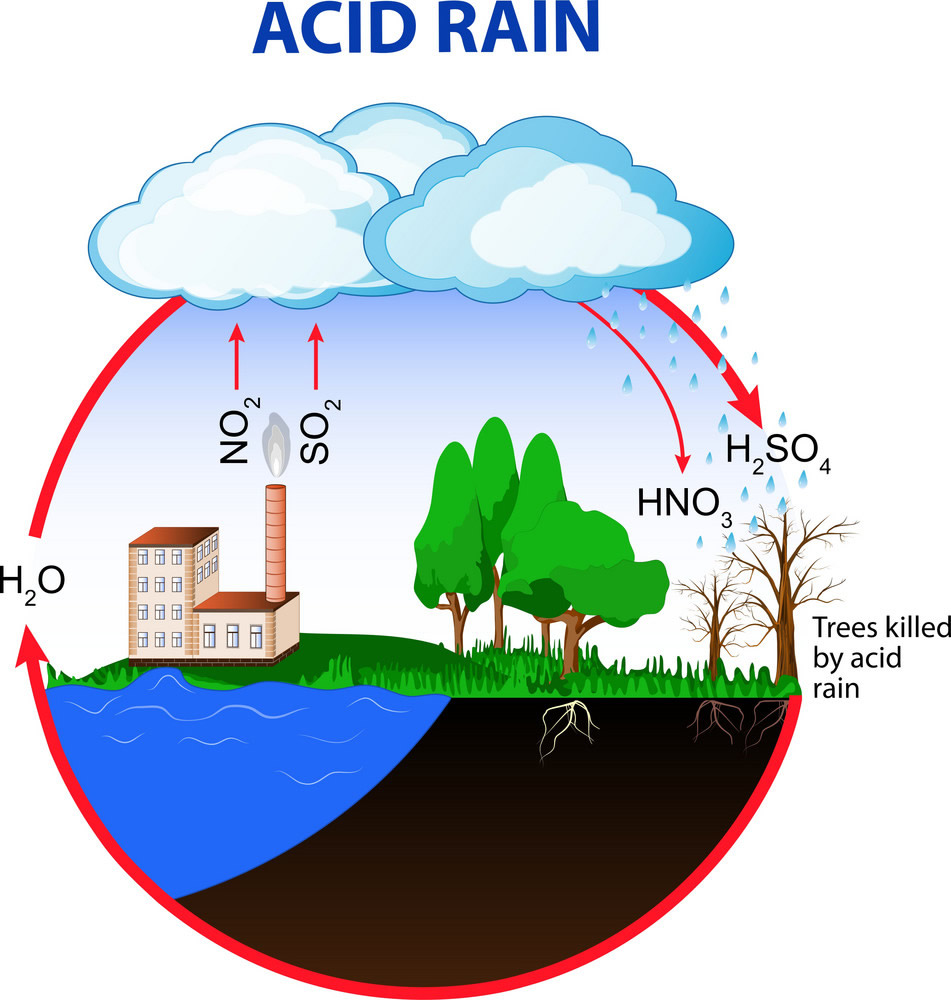 ACID RAIN
NO₂
SO₂
H₂SO₄
HNO₃
H₂O
Trees killed
by acid
rain